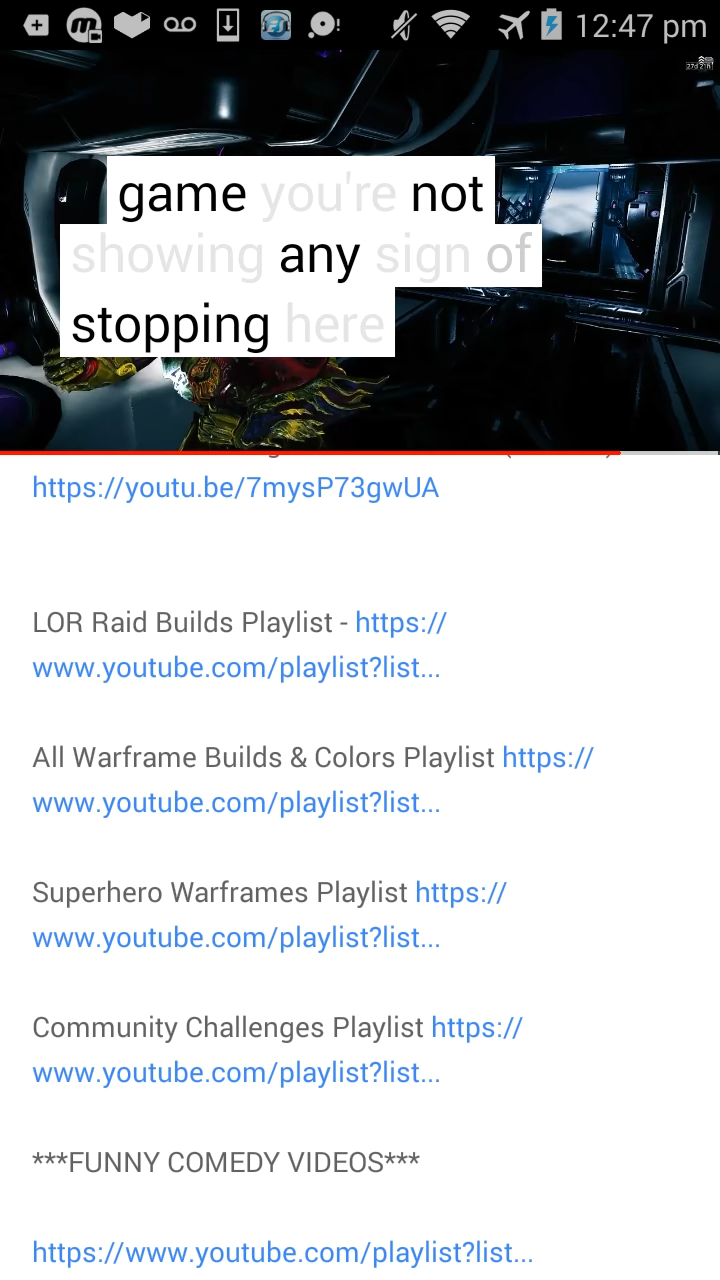 12:47 pm
game you're not
showing any sign of
stopping here
https://youtu.be/7mysP73gwUA
LOR Raid Builds Playlist - https://
www.youtube.com/playlist?list...
All Warframe Builds & Colors Playlist https://
www.youtube.com/playlist?list...
Superhero Warframes Playlist https://
www.youtube.com/playlist?list...
Community Challenges Playlist https://
www.youtube.com/playlist?list...
***FUNNY COMEDY VIDEOS***
https://www.youtube.com/playlist?list...